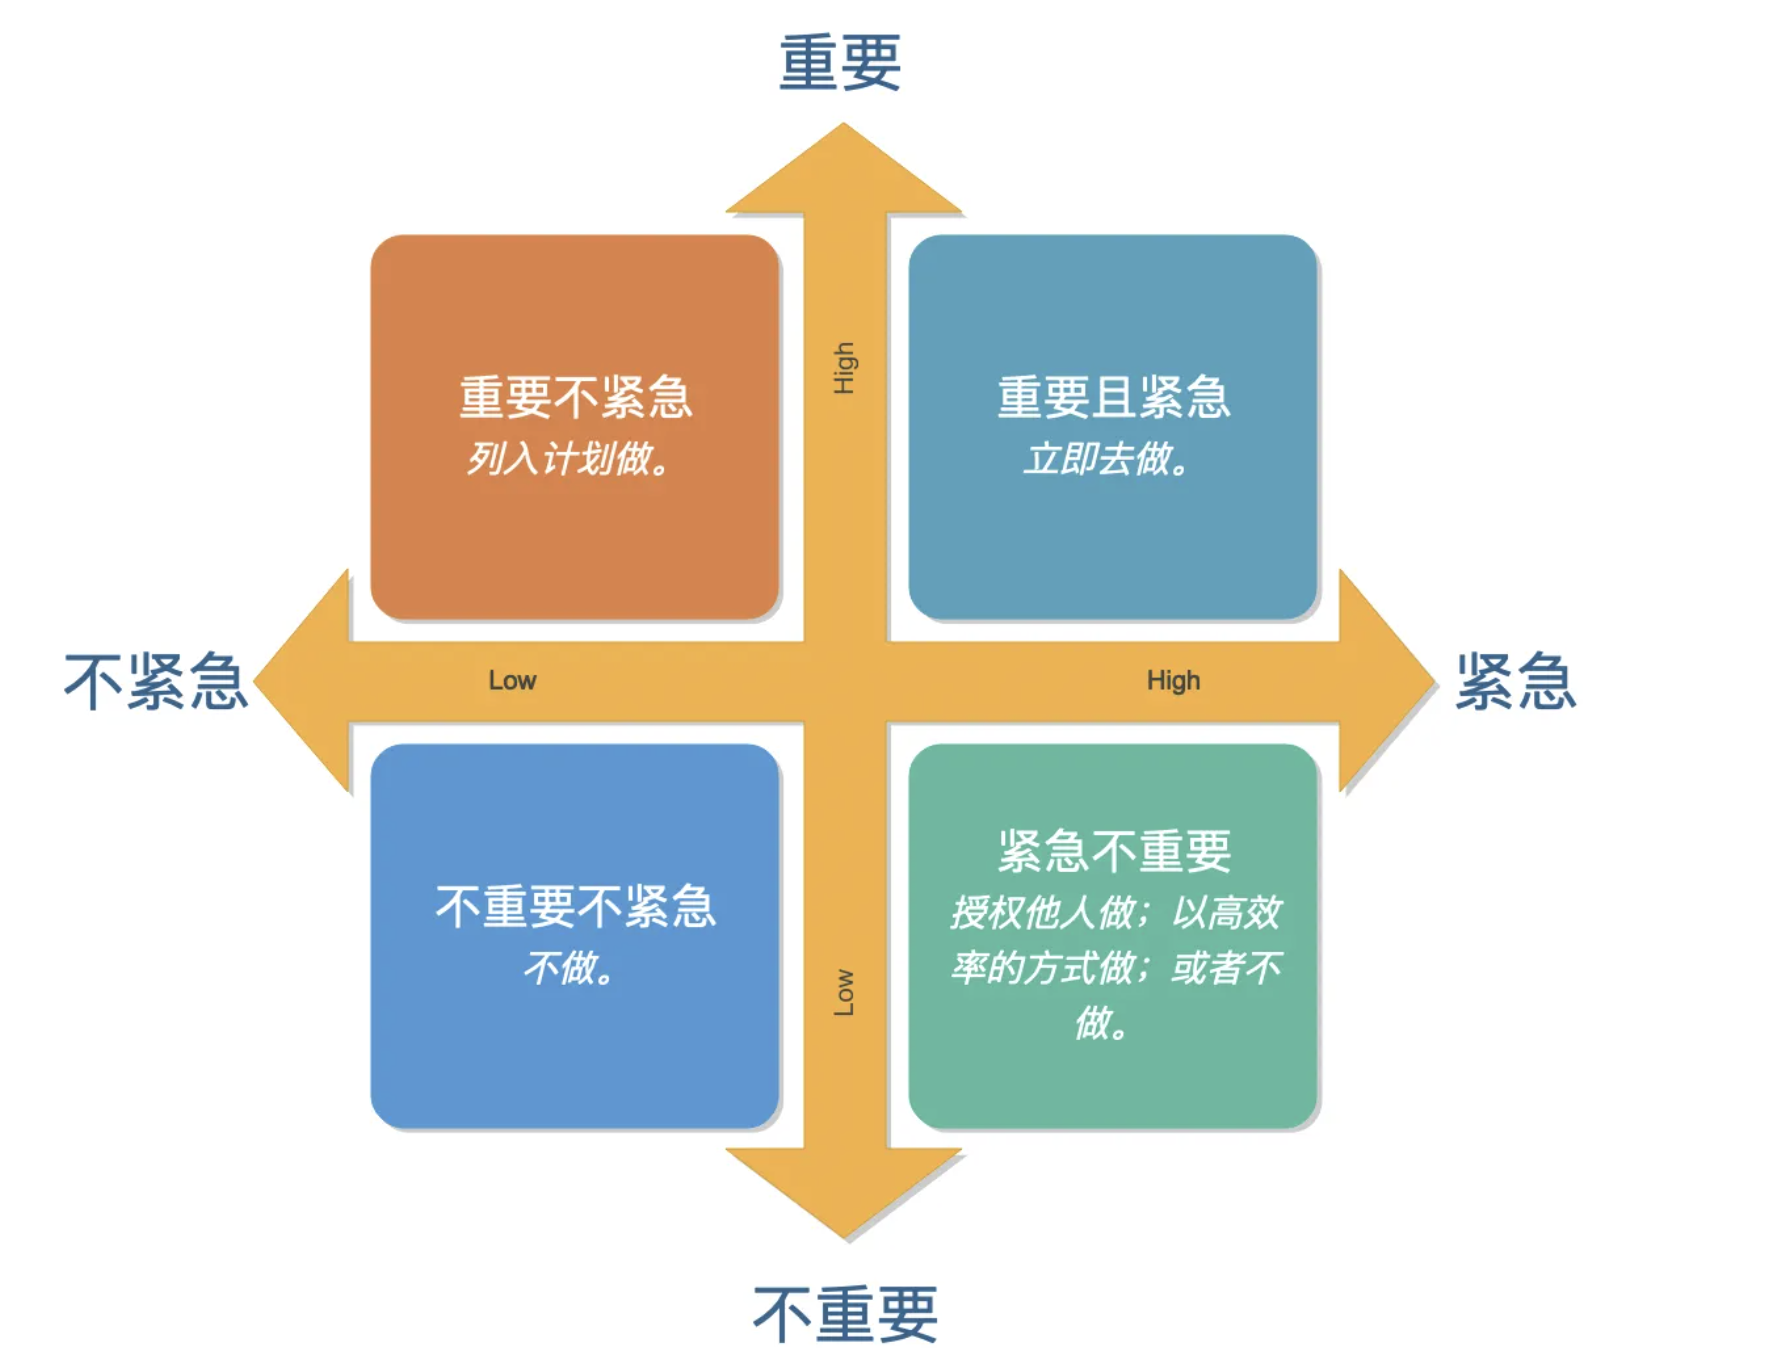 重要
High
重要不紧急
列入计划做。
重要且紧急
立即去做。
不紧急
Low
High
紧急
不重要不紧急
不做。
Low
紧急不重要
授权他人做；以高效
率的方式做；或者不
做。
不重要